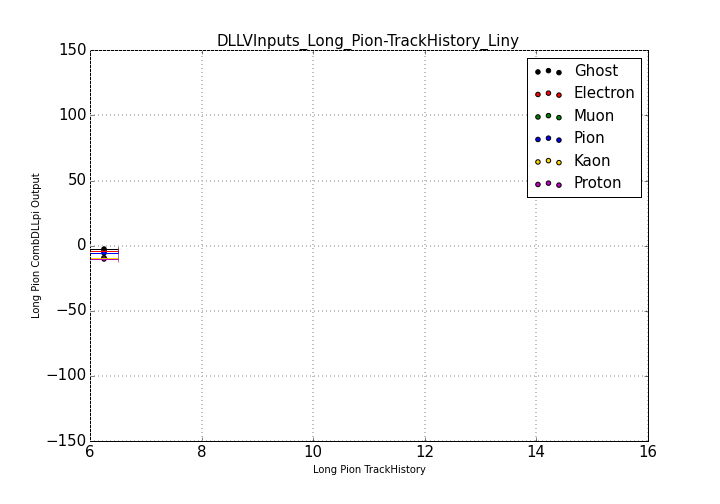 DLLVInputs_Long_Pion-TrackHistory_Liny
150
100
50
0
−50
−100
−150
Long Pion CombDLLpi Output
Ghost
Electron
Muon
Pion
Kaon
Proton
6 8 10 12 14 16
Long Pion TrackHistory